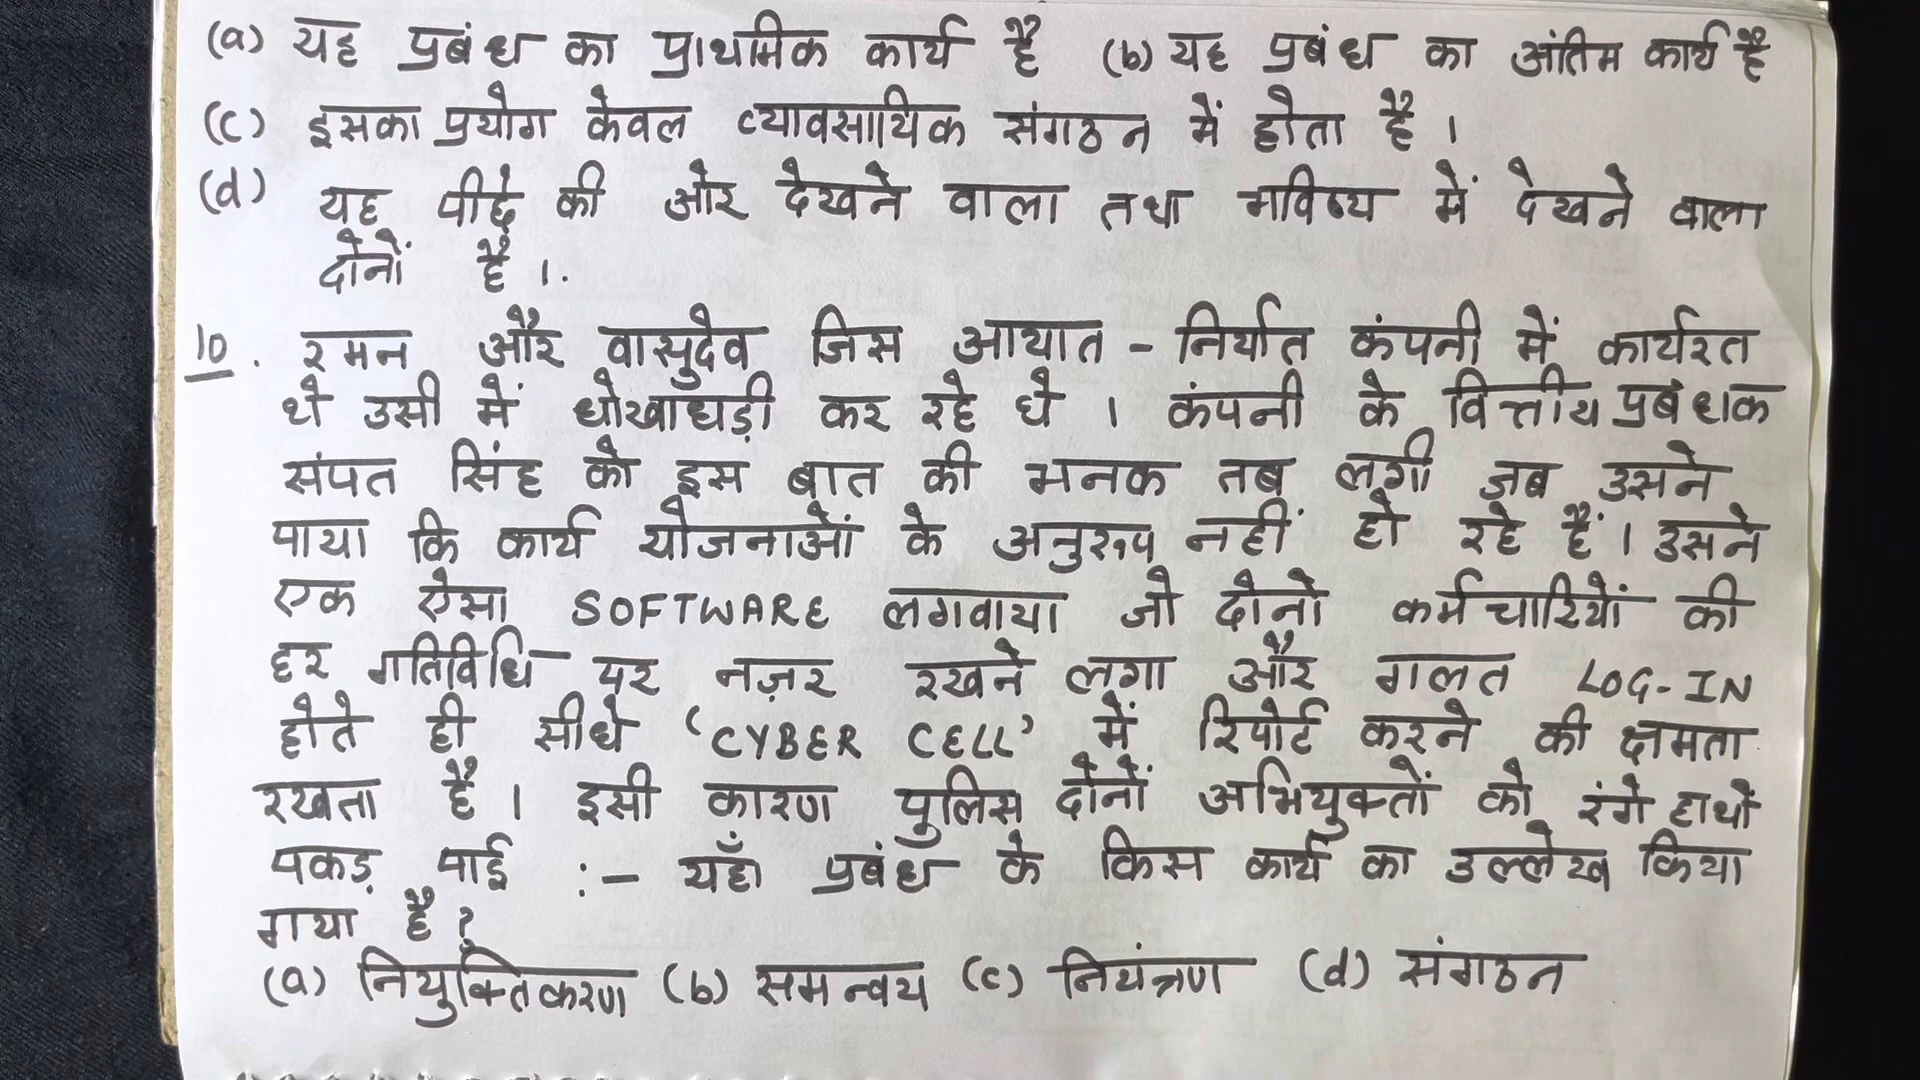 (a) यह प्रबंध का प्राथमिक कार्य है (b) यह प्रबंध का अंतिम कार्य है
(c) इसका प्रयोग केवल व्यावसायिक संगठन में होता है ।
(d) यह पीछे की ओर देखने वाला तथा भविष्य में देखने वाला
दोनों है ।.
10. रमन और वासुदेव जिस आयात - निर्यात कंपनी में कार्यरत
थे उसी में धोखाधड़ी कर रहे थे । कंपनी के वित्तीय प्रबंधक
संपत सिंह को इस बात की भनक तब लगी जब उसने
पाया कि कार्य योजनाओं के अनुरूप नहीं हो रहे हैं । उसने
एक ऐसा SOFTWARE लगवाया जो दोनो कर्मचारियों की
हर गतिविधि पर नज़र रखने लगा और गलत LOG-IN
होते ही सीधे 'CYBER CELL' में रिपोर्ट करने की क्षमता
रखता है । इसी कारण पुलिस दोनों अभियुक्तों को रंगे हाथों
पकड़ पाई :- यहाँ प्रबंध के किस कार्य का उल्लेख किया
गया है ?
(a) नियुक्तिकरण (b) समन्वय (c) नियंत्रण (d) संगठन